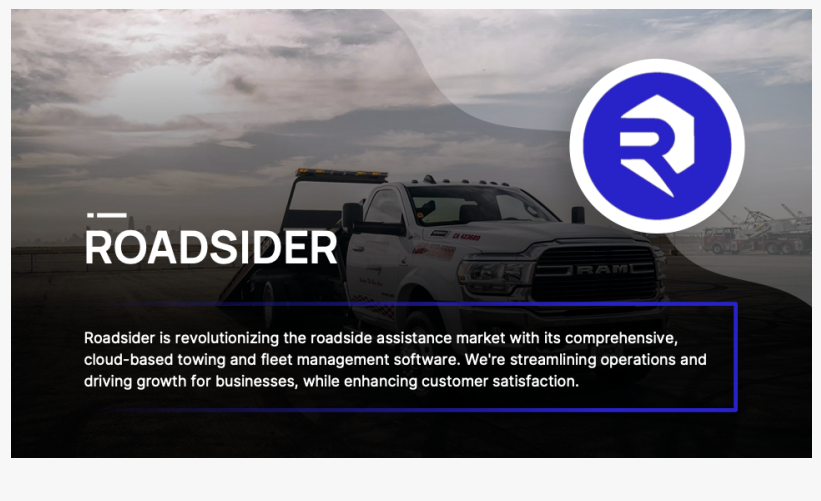 ROADSIDER
Roadsider is revolutionizing the roadside assistance market with its comprehensive,
cloud-based towing and fleet management software. We're streamlining operations and
driving growth for businesses, while enhancing customer satisfaction.
RAM